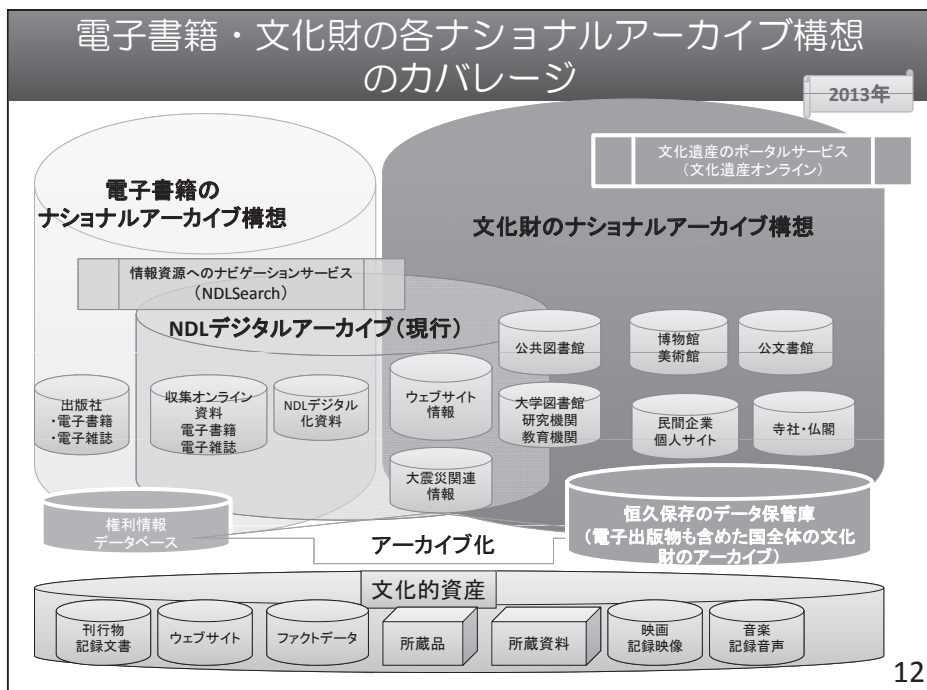 電子書籍・文化財の各ナショナルアーカイブ構想
のカバレージ
2013年
文化遺産のポータルサービス
(文化遺産オンライン)
電子書籍の
ナショナルアーカイブ構想
文化財のナショナルアーカイブ構想
情報資源へのナビゲーションサービス
(NDLSearch)
NDLデジタルアーカイブ(現行)
公共図書館
博物館
美術館
公文書館
出版社
・電子書籍
・電子雑誌
収集オンライン
資料
電子書籍
電子雑誌
NDLデジタル
化資料
ウェブサイト
情報
大学図書館
研究機関
教育機関
民間企業
個人サイト
寺社・仏閣
大震災関連
情報
権利情報
データベース
恒久保存のデータ保管庫
(電子出版物も含めた国全体の文化
財のアーカイブ)
アーカイブ化
文化的資産
刊行物
記録文書
ウェブサイト
ファクトデータ
所蔵品
所蔵資料
映画
記録映像
音楽
記録音声
12